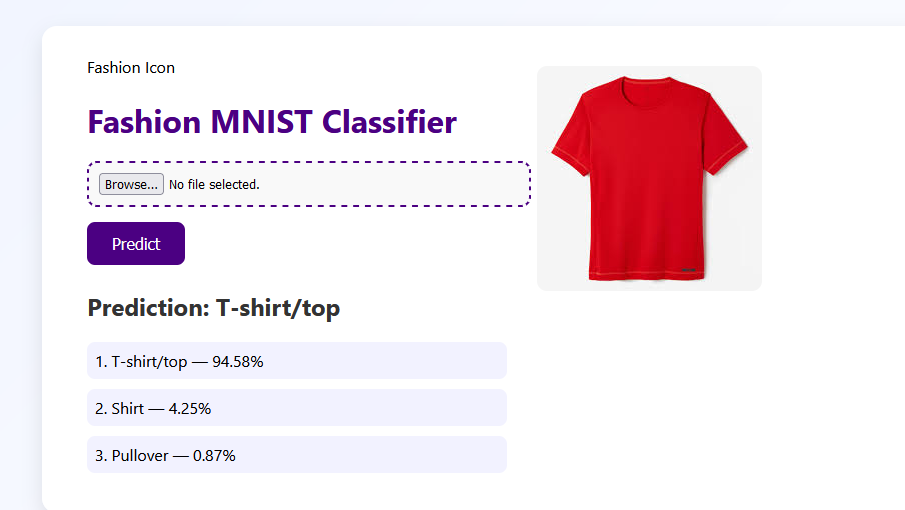 Fashion Icon
Fashion MNIST Classifier
Browse... No file selected.
Predict
Prediction: T-shirt/top
1. T-shirt/top — 94.58%
2. Shirt — 4.25%
3. Pullover — 0.87%